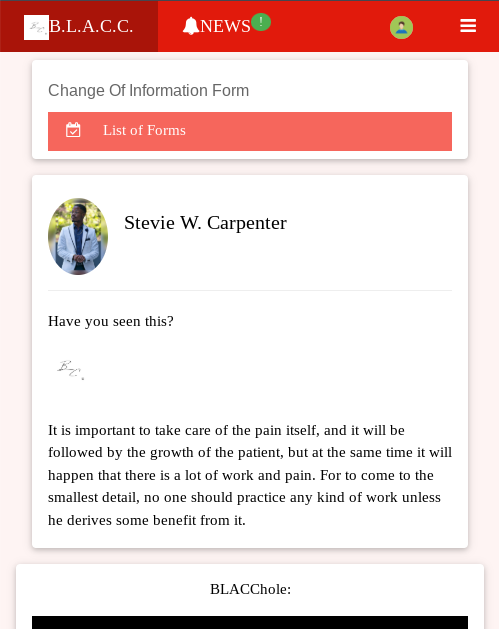 B.L.A.C.C.
NEWS !
Change Of Information Form
List of Forms
Stevie W. Carpenter
Have you seen this?
It is important to take care of the pain itself, and it will be
followed by the growth of the patient, but at the same time it will
happen that there is a lot of work and pain. For to come to the
smallest detail, no one should practice any kind of work unless
he derives some benefit from it.
BLACChole: